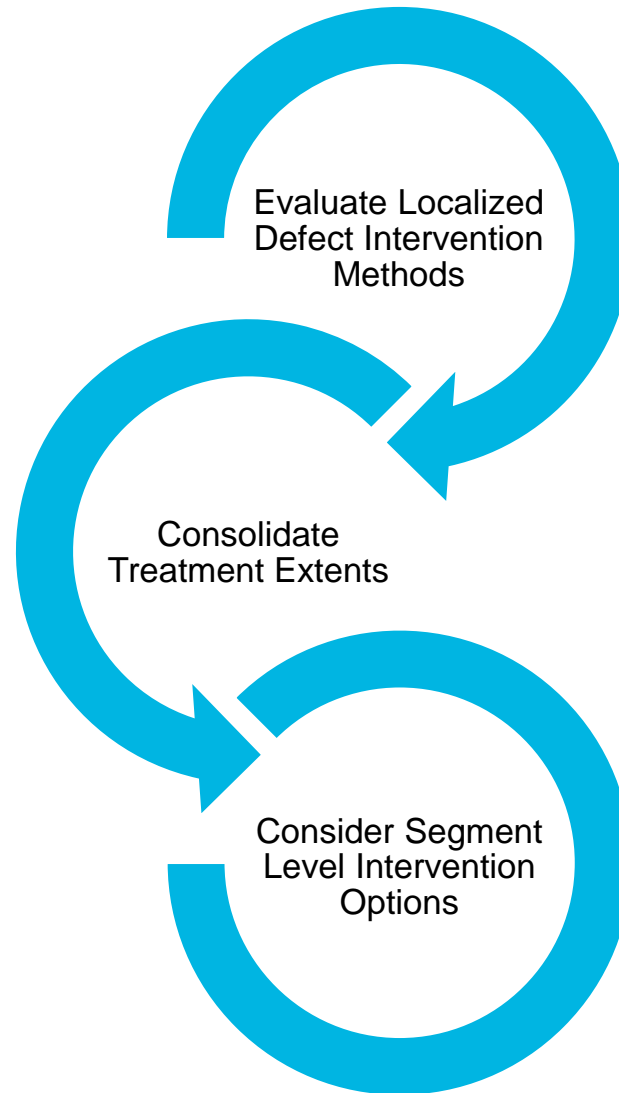 Evaluate Localized
Defect Intervention
Methods
Consolidate
Treatment Extents
Consider Segment
Level Intervention
Options